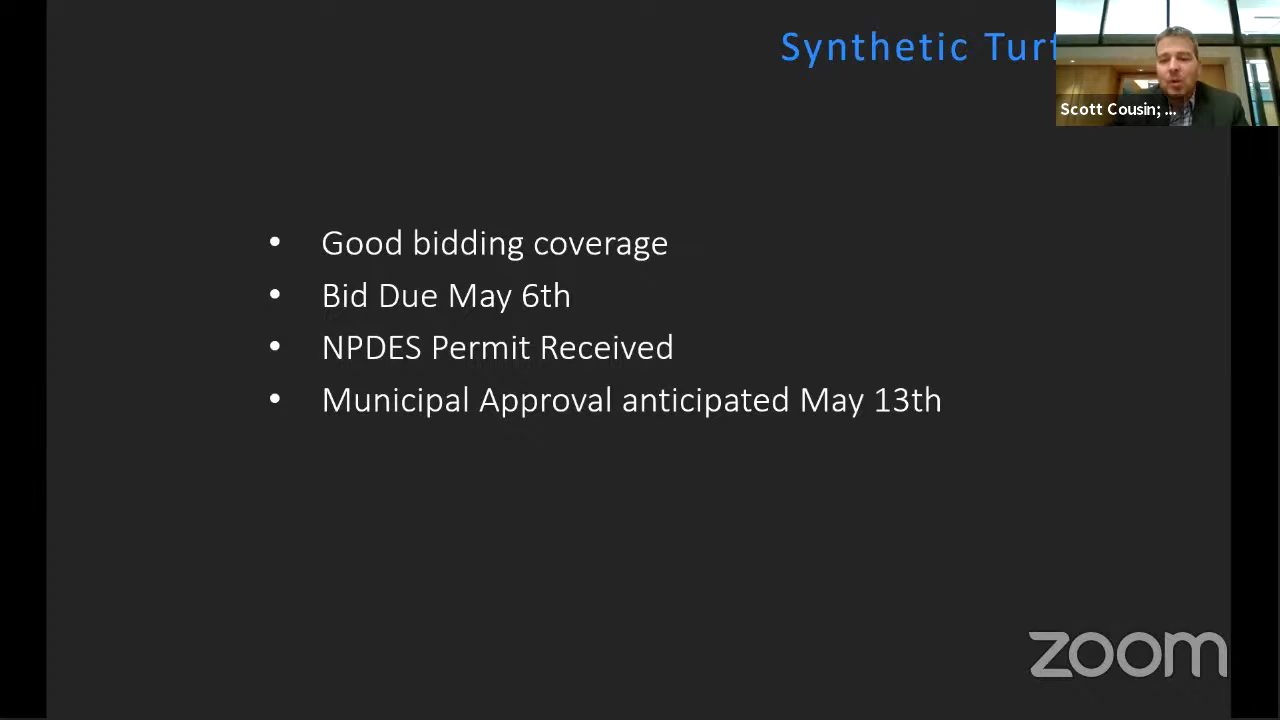 Synthetic Turf
Scott Cousin; ...
• Good bidding coverage
• Bid Due May 6th
• NPDES Permit Received
• Municipal Approval anticipated May 13th
zoom